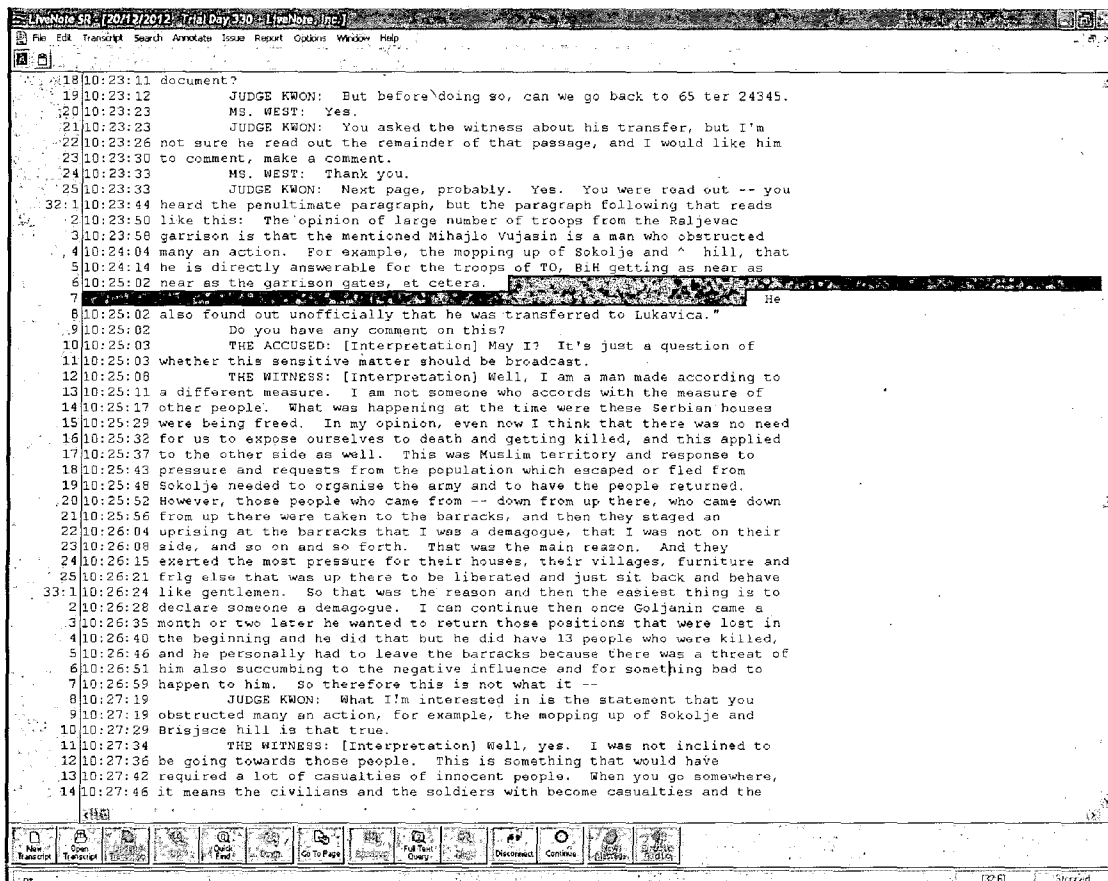 LiveNote SR - [20/12/2012 Trial Day 330 - LiveNote, Inc.]
File Edit Transcript Search Annotate Issue Report Options Window Help
18 10:23:11 document?
19 10:23:12 JUDGE KWON: But before\doing so, can we go back to 65 ter 24345.
20 10:23:23 MS. WEST: Yes.
21 10:23:23 JUDGE KWON: You asked the witness about his transfer, but I'm
22 10:23:26 not sure he read out the remainder of that passage, and I would like him
23 10:23:30 to comment, make a comment.
24 10:23:33 MS. WEST: Thank you.
25 10:23:33 JUDGE KWON: Next page, probably. Yes. You were read out -- you
32:1 10:23:44 heard the penultimate paragraph, but the paragraph following that reads
2 10:23:50 like this: The opinion of large number of troops from the Raljevac
3 10:23:58 garrison is that the mentioned Mihajlo Vujasin is a man who obstructed
4 10:24:04 many an action. For example, the mopping up of Sokolje and ^ hill, that
5 10:24:14 he is directly answerable for the troops of TO, BiH getting as near as
6 10:25:02 near as the garrison gates, et cetera.
7 He
8 10:25:02 also found out unofficially that he was transferred to Lukavica."
9 10:25:02 Do you have any comment on this?
10 10:25:03 THE ACCUSED: [Interpretation] May I? It's just a question of
11 10:25:03 whether this sensitive matter should be broadcast.
12 10:25:08 THE WITNESS: [Interpretation] Well, I am a man made according to
13 10:25:11 a different measure. I am not someone who accords with the measure of
14 10:25:17 other people. What was happening at the time were these Serbian houses
15 10:25:29 were being freed. In my opinion, even now I think that there was no need
16 10:25:32 for us to expose ourselves to death and getting killed, and this applied
17 10:25:37 to the other side as well. This was Muslim territory and response to
18 10:25:43 pressure and requests from the population which escaped or fled from
19 10:25:48 Sokolje needed to organise the army and to have the people returned.
20 10:25:52 However, those people who came from -- down from up there, who came down
21 10:25:56 from up there were taken to the barracks, and then they staged an
22 10:26:04 uprising at the barracks that I was a demagogue, that I was not on their
23 10:26:08 side, and so on and so forth. That was the main reason. And they
24 10:26:15 exerted the most pressure for their houses, their villages, furniture and
25 10:26:21 frlg else that was up there to be liberated and just sit back and behave
33:1 10:26:24 like gentlemen. So that was the reason and then the easiest thing is to
2 10:26:28 declare someone a demagogue. I can continue then once Goljanin came a
3 10:26:35 month or two later he wanted to return those positions that were lost in
4 10:26:40 the beginning and he did that but he did have 13 people who were killed,
5 10:26:46 and he personally had to leave the barracks because there was a threat of
6 10:26:51 him also succumbing to the negative influence and for something bad to
7 10:26:59 happen to him. So therefore this is not what it --
8 10:27:19 JUDGE KWON: What I'm interested in is the statement that you
9 10:27:19 obstructed many an action, for example, the mopping up of Sokolje and
10 10:27:29 Brisjsce hill is that true.
11 10:27:34 THE WITNESS: [Interpretation] Well, yes. I was not inclined to
12 10:27:36 be going towards those people. This is something that would have
13 10:27:42 required a lot of casualties of innocent people. When you go somewhere,
14 10:27:46 it means the civilians and the soldiers with become casualties and the
New Transcript Open Transcript Quick Find Go To Page Full Text Query Disconnect Continue